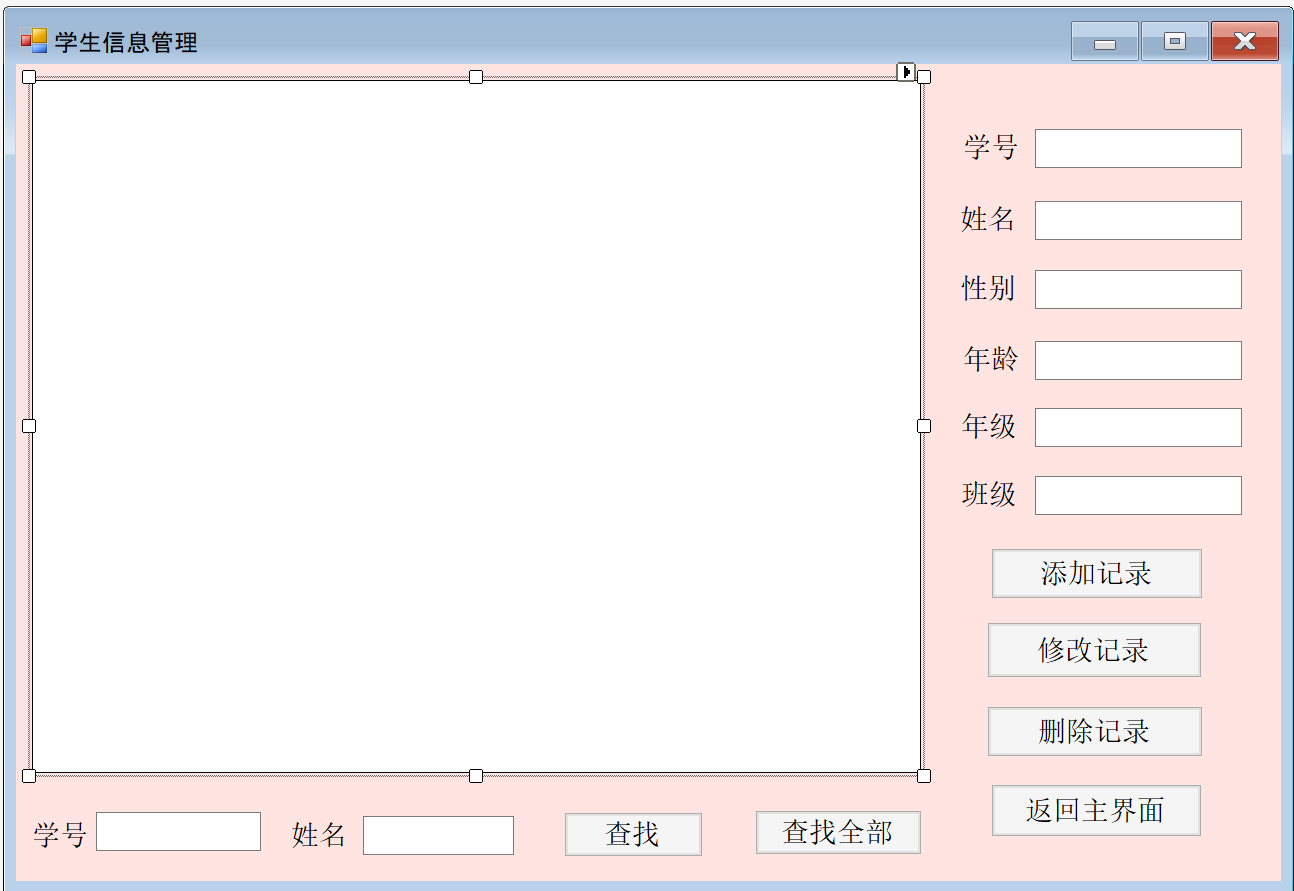 学生信息管理
学号
姓名
性别
年龄
年级
班级
添加记录
修改记录
删除记录
返回主界面
学号
姓名
查找
查找全部